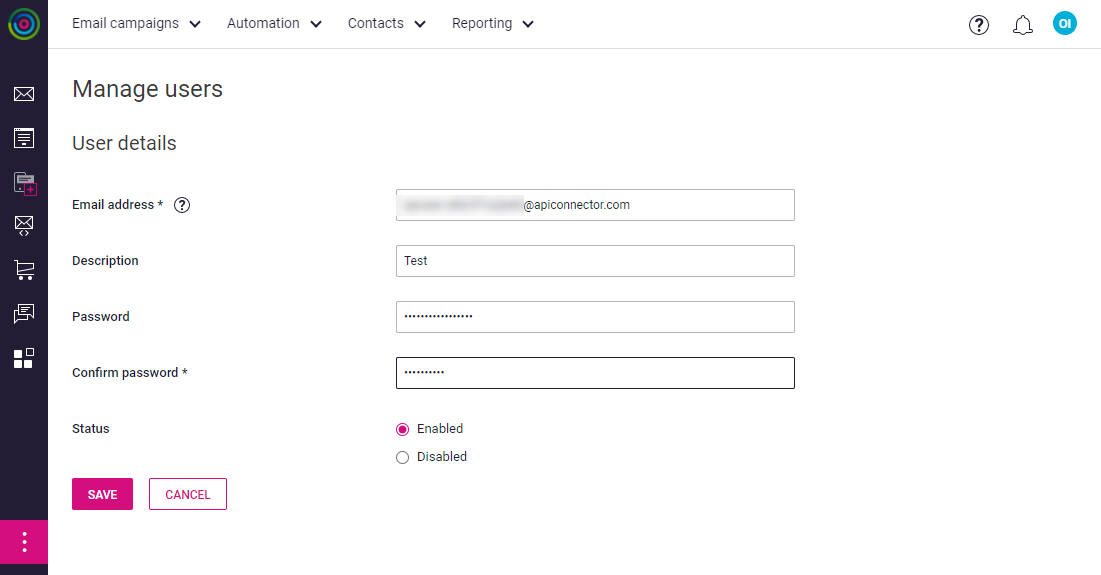 Email campaigns Automation Contacts Reporting ? OI
Manage users
User details
Email address * ? @apiconnector.com
Description Test
Password •••••••••••••••••
Confirm password * ••••••••••
Status Enabled
Disabled
SAVE CANCEL